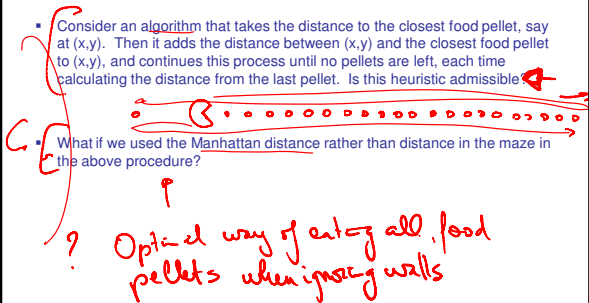 Consider an algorithm that takes the distance to the closest food pellet, say
at (x,y).  Then it adds the distance between (x,y) and the closest food pellet
to (x,y), and continues this process until no pellets are left, each time
calculating the distance from the last pellet.  Is this heuristic admissible?
What if we used the Manhattan distance rather than distance in the maze in
the above procedure?
? Optimal way of eating all food
pellets when ignoring walls